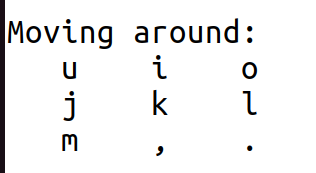 Moving around:
   u    i    o
   j    k    l
   m    ,    .